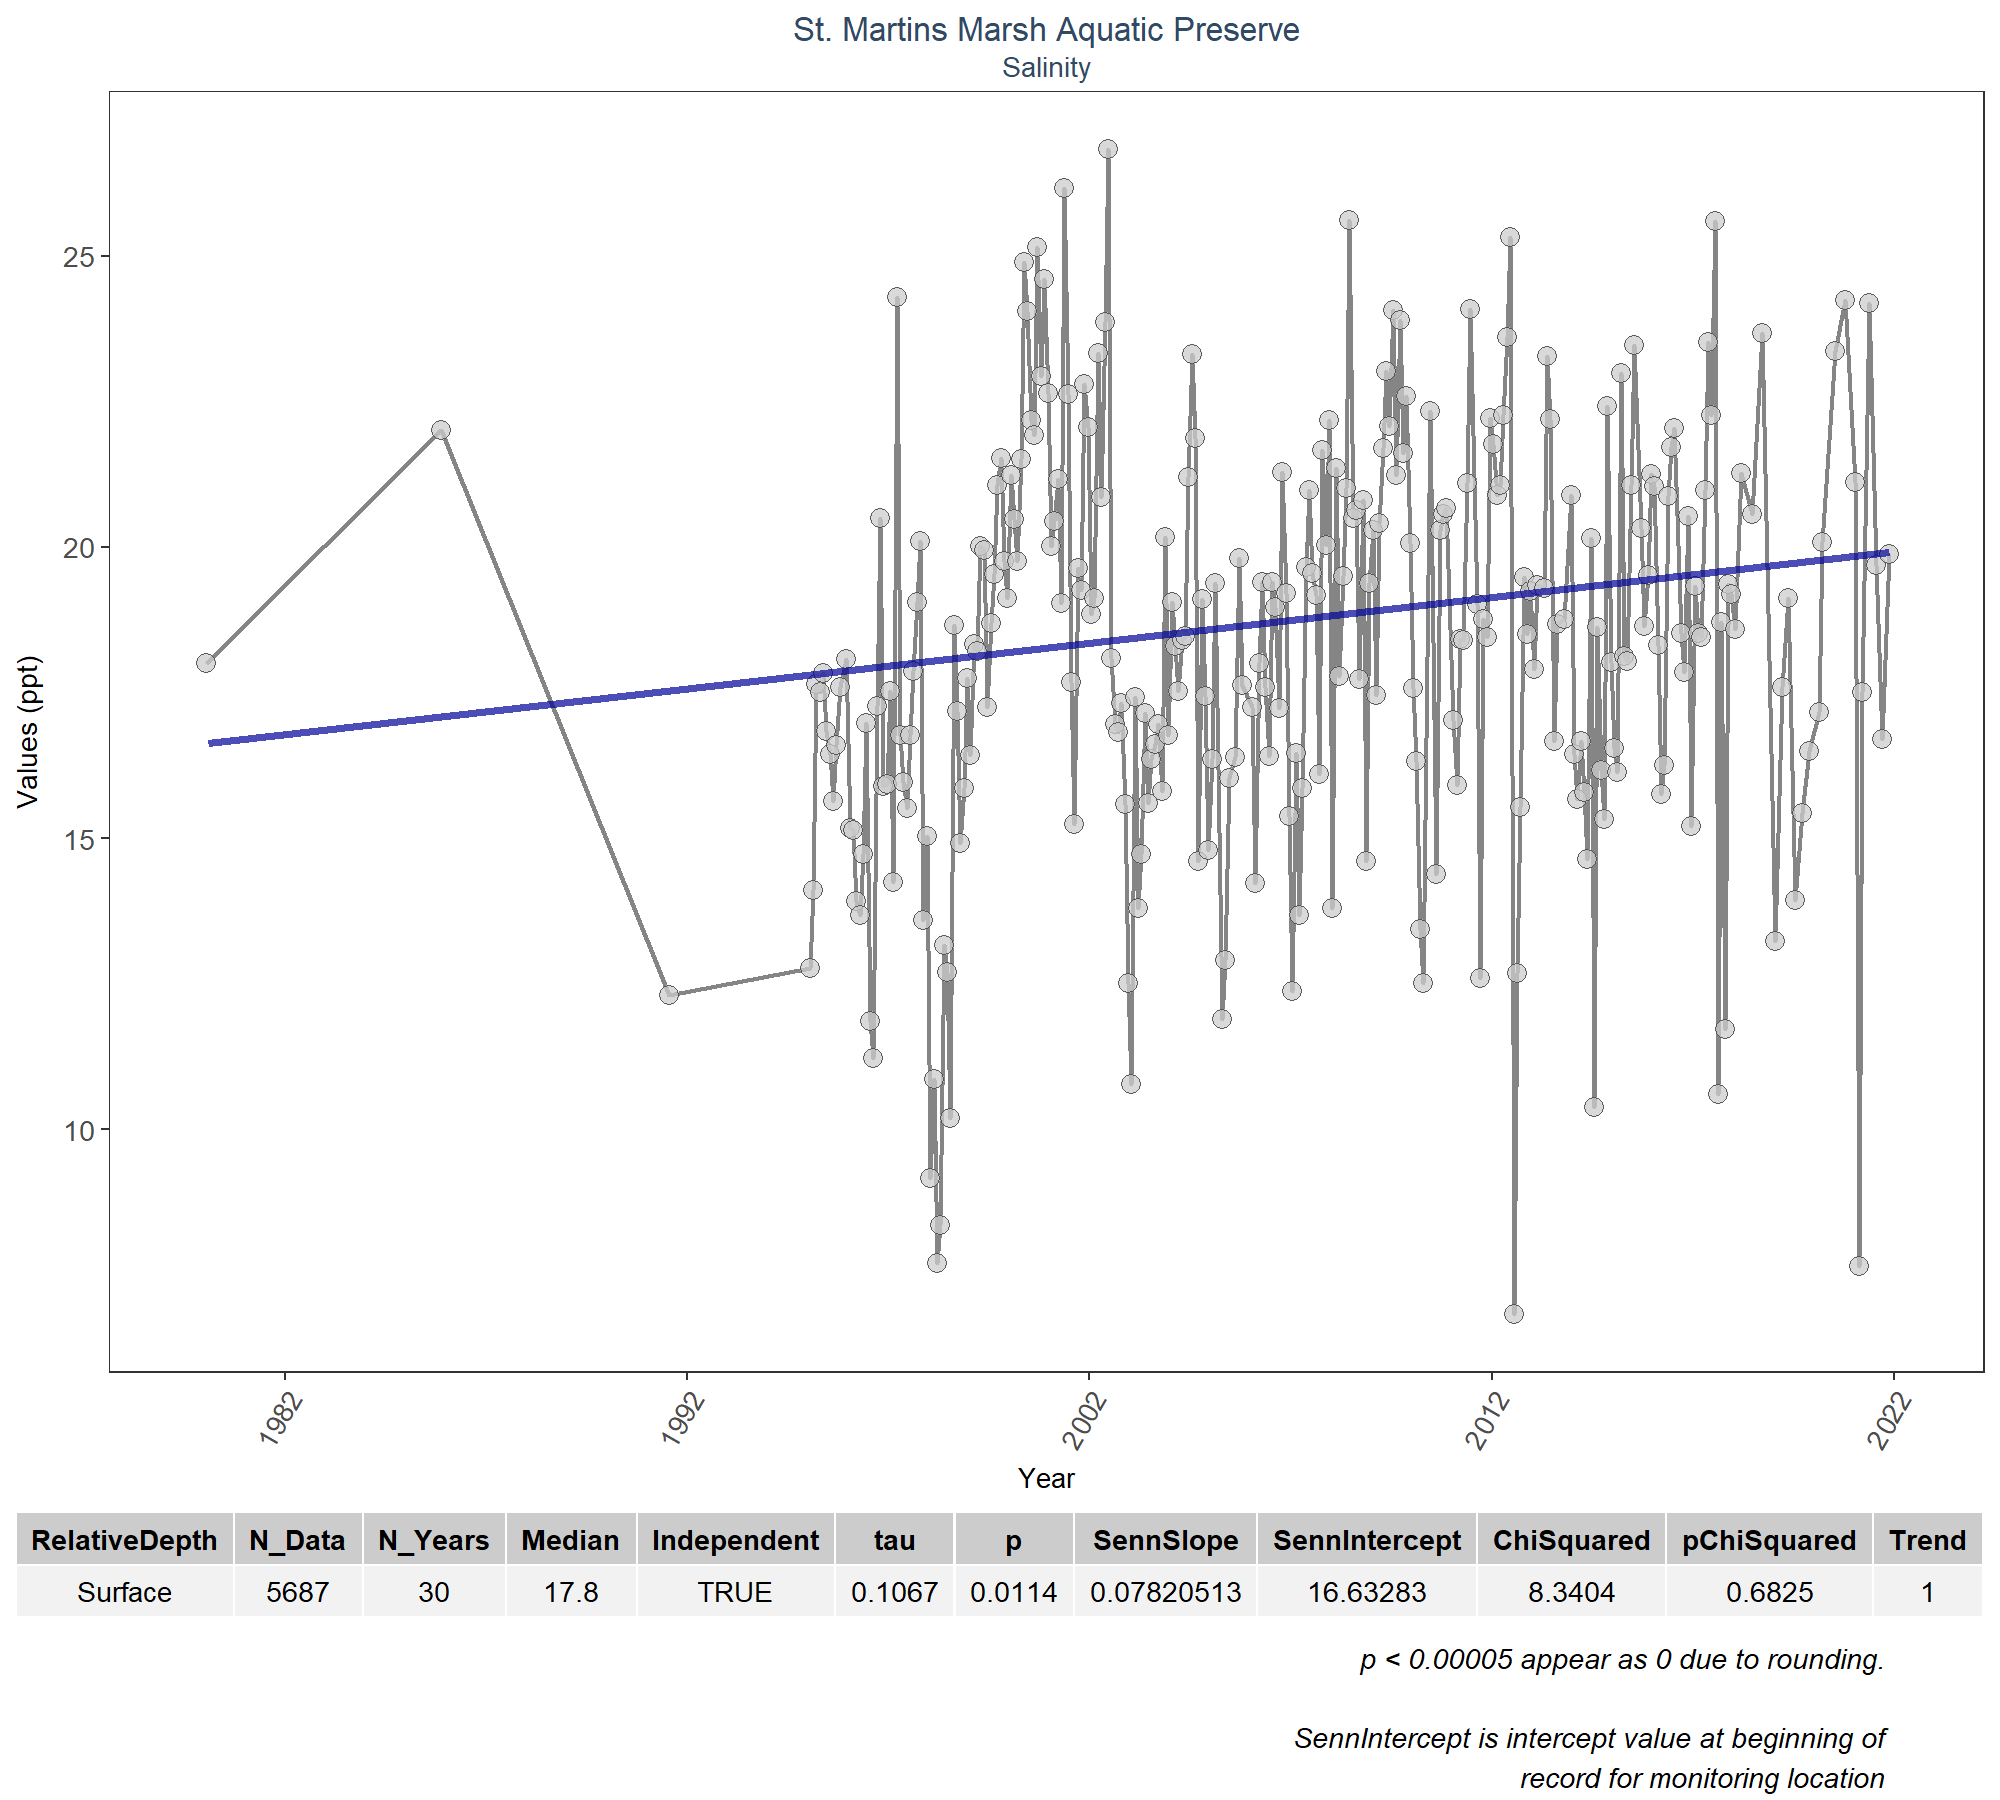 St. Martins Marsh Aquatic Preserve
Salinity
Values (ppt)
25
20
15
10
1982 1992 2002 2012 2022
Year
RelativeDepth N_Data N_Years Median Independent tau p SennSlope SennIntercept ChiSquared pChiSquared Trend
Surface 5687 30 17.8 TRUE 0.1067 0.0114 0.07820513 16.63283 8.3404 0.6825 1
p < 0.00005 appear as 0 due to rounding.
SennIntercept is intercept value at beginning of
record for monitoring location